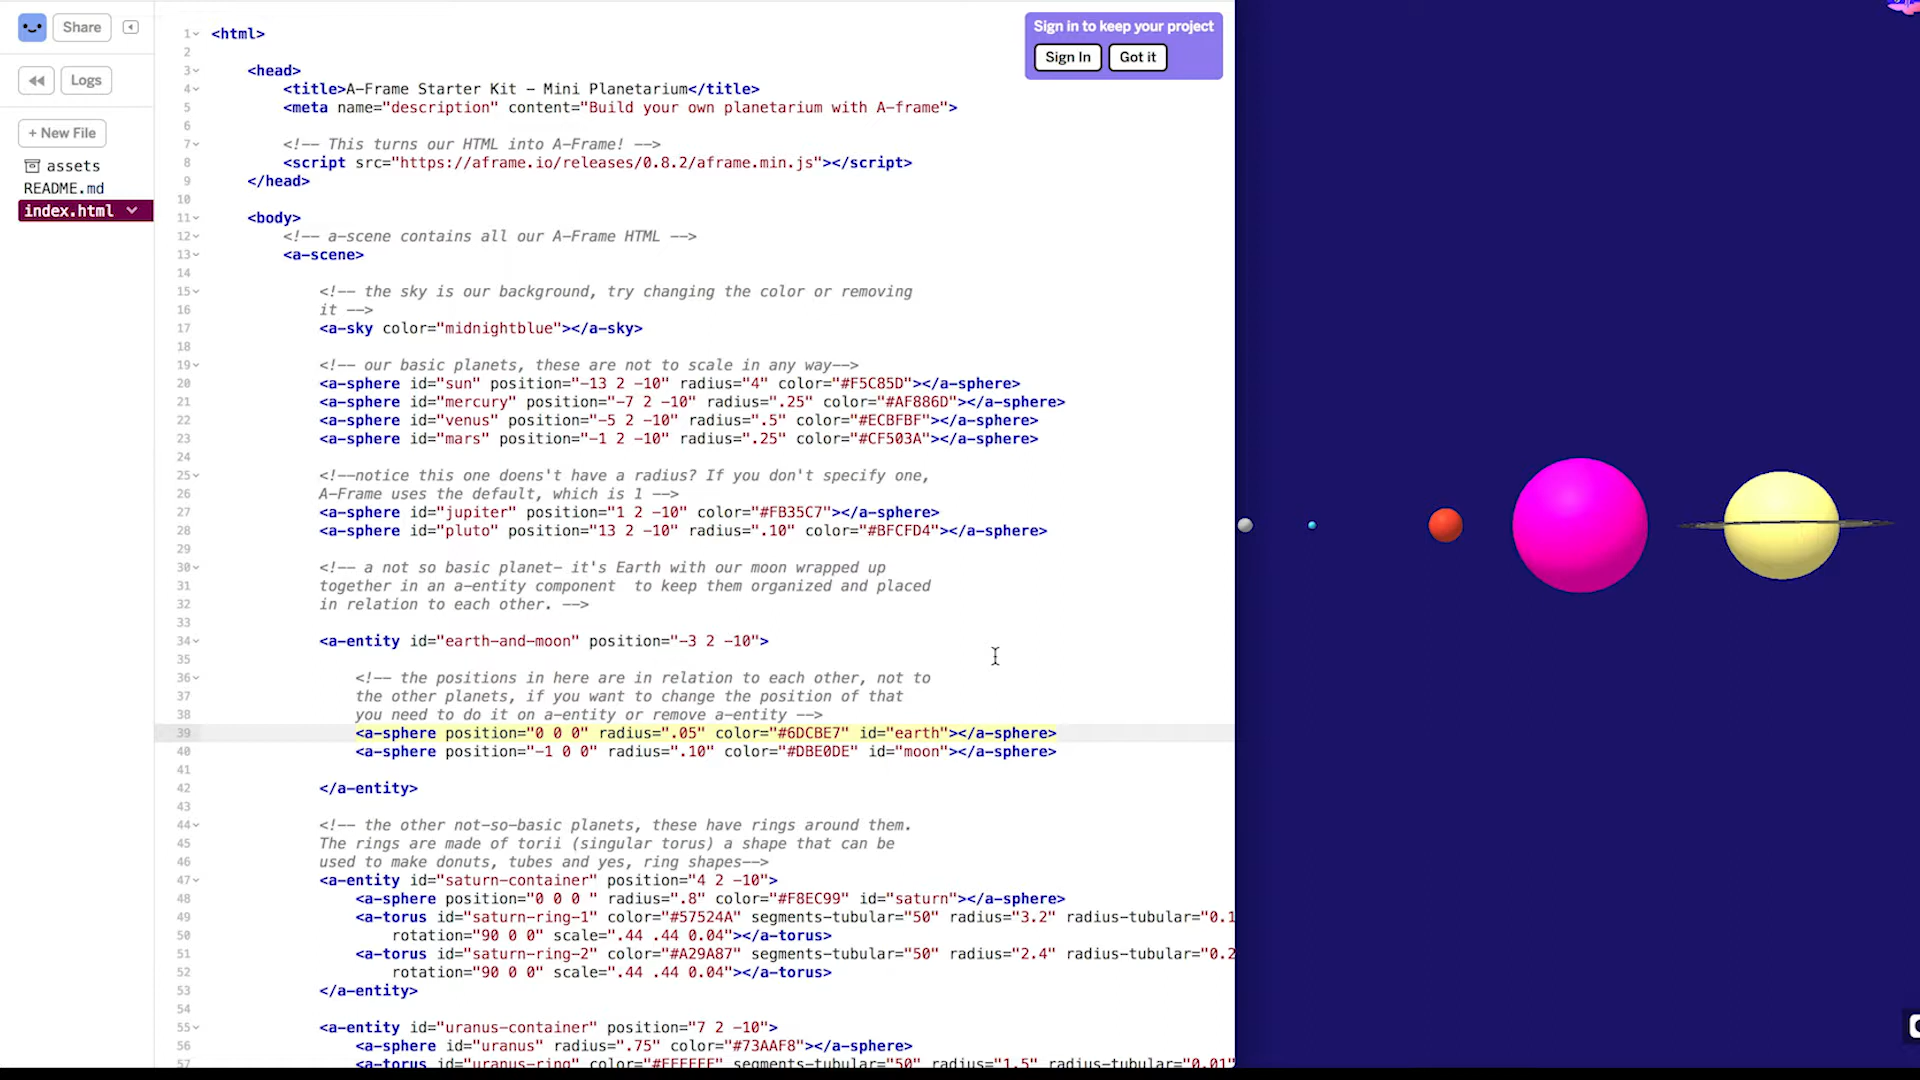 Share
Logs
+ New File
assets
README.md
index.html
Sign in to keep your project
Sign In
Got it
1 <html>
2
3 <head>
4 <title>A-Frame Starter Kit - Mini Planetarium</title>
5 <meta name="description" content="Build your own planetarium with A-frame">
6
7 <!-- This turns our HTML into A-Frame! -->
8 <script src="https://aframe.io/releases/0.8.2/aframe.min.js"></script>
9 </head>
10
11 <body>
12 <!-- a-scene contains all our A-Frame HTML -->
13 <a-scene>
14
15 <!-- the sky is our background, try changing the color or removing
16 it -->
17 <a-sky color="midnightblue"></a-sky>
18
19 <!-- our basic planets, these are not to scale in any way-->
20 <a-sphere id="sun" position="-13 2 -10" radius="4" color="#F5C85D"></a-sphere>
21 <a-sphere id="mercury" position="-7 2 -10" radius=".25" color="#AF886D"></a-sphere>
22 <a-sphere id="venus" position="-5 2 -10" radius=".5" color="#ECBFBF"></a-sphere>
23 <a-sphere id="mars" position="-1 2 -10" radius=".25" color="#CF503A"></a-sphere>
24
25 <!--notice this one doens't have a radius? If you don't specify one,
26 A-Frame uses the default, which is 1 -->
27 <a-sphere id="jupiter" position="1 2 -10" color="#FB35C7"></a-sphere>
28 <a-sphere id="pluto" position="13 2 -10" radius=".10" color="#BFCFD4"></a-sphere>
29
30 <!-- a not so basic planet- it's Earth with our moon wrapped up
31 together in an a-entity component  to keep them organized and placed
32 in relation to each other. -->
33
34 <a-entity id="earth-and-moon" position="-3 2 -10">
35
36 <!-- the positions in here are in relation to each other, not to
37 the other planets, if you want to change the position of that
38 you need to do it on a-entity or remove a-entity -->
39 <a-sphere position="0 0 0" radius=".05" color="#6DCBE7" id="earth"></a-sphere>
40 <a-sphere position="-1 0 0" radius=".10" color="#DBE0DE" id="moon"></a-sphere>
41
42 </a-entity>
43
44 <!-- the other not-so-basic planets, these have rings around them.
45 The rings are made of torii (singular torus) a shape that can be
46 used to make donuts, tubes and yes, ring shapes-->
47 <a-entity id="saturn-container" position="4 2 -10">
48 <a-sphere position="0 0 0 " radius=".8" color="#F8EC99" id="saturn"></a-sphere>
49 <a-torus id="saturn-ring-1" color="#57524A" segments-tubular="50" radius="3.2" radius-tubular="0.1
50 rotation="90 0 0" scale=".44 .44 0.04"></a-torus>
51 <a-torus id="saturn-ring-2" color="#A29A87" segments-tubular="50" radius="2.4" radius-tubular="0.2
52 rotation="90 0 0" scale=".44 .44 0.04"></a-torus>
53 </a-entity>
54
55 <a-entity id="uranus-container" position="7 2 -10">
56 <a-sphere id="uranus" radius=".75" color="#73AAF8"></a-sphere>
57 <a-torus id="uranus-ring" color="#FFFFFF" segments-tubular="50" radius="1.5" radius-tubular="0.01"